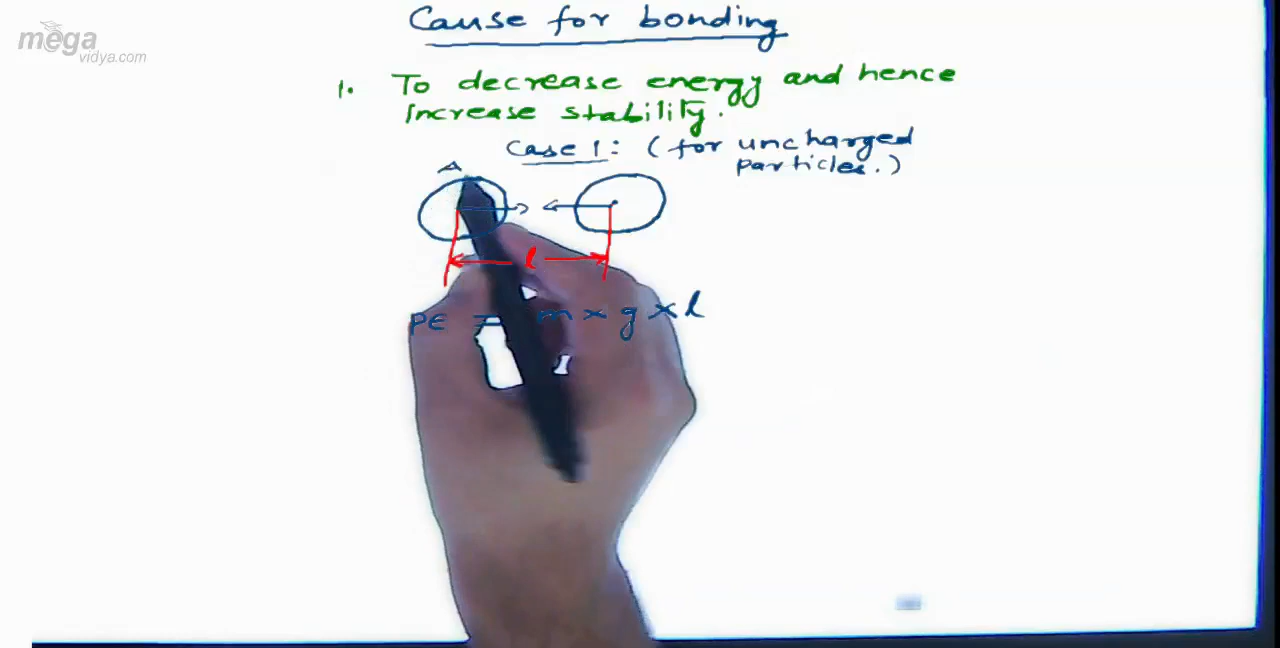 mega
vidya.com
Cause for bonding
1. To decrease energy and hence
increase stability.
Case 1: (for uncharged
particles.)
A
l
PE = m × g × l